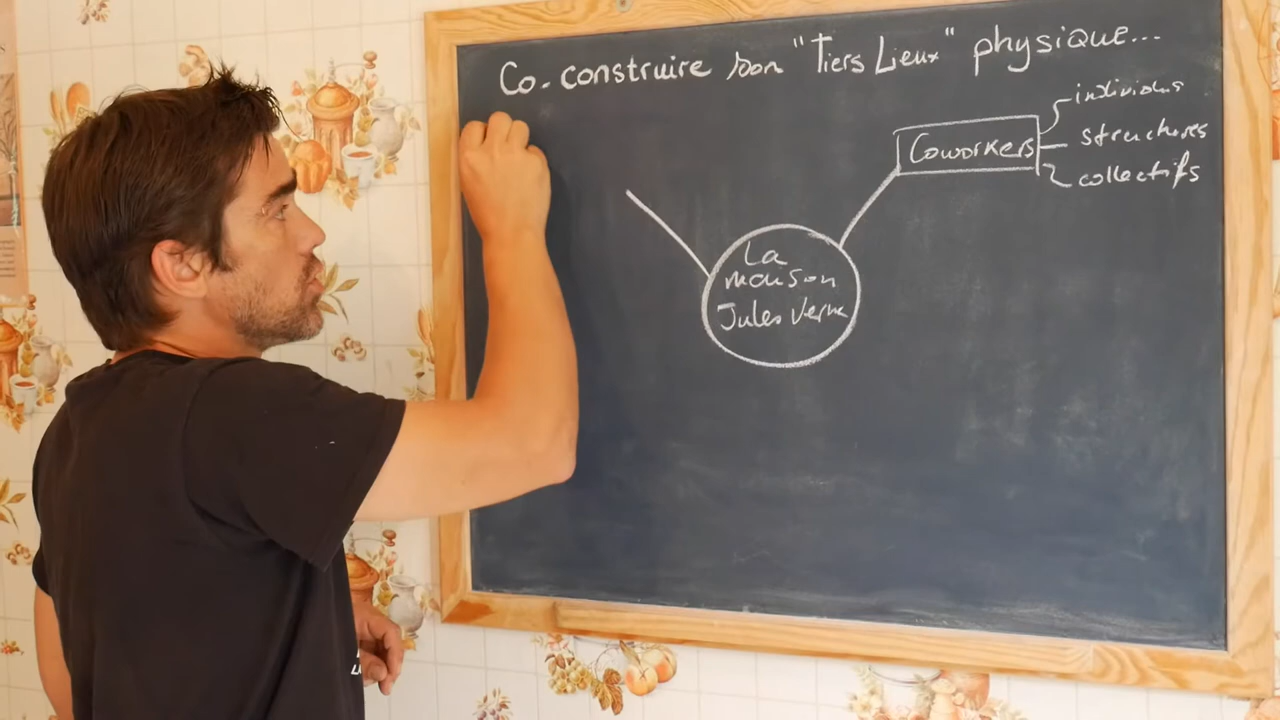 Co-construire son "Tiers Lieux" physique...
individus
Coworkers
structures
collectifs
La
maison
Jules Verne